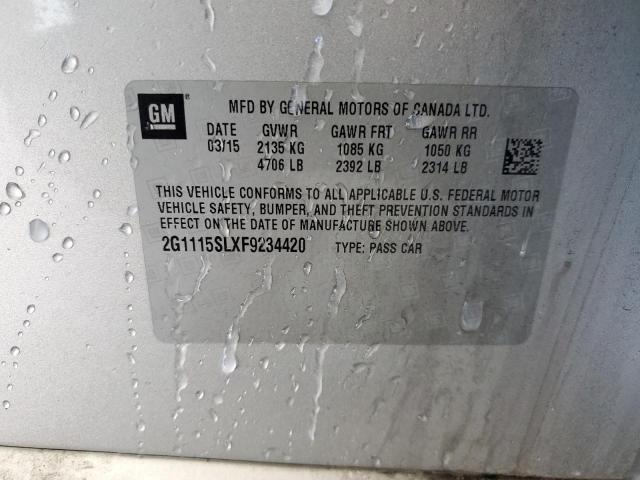 GM ®
MFD BY GENERAL MOTORS OF CANADA LTD.
DATE GVWR GAWR FRT GAWR RR
03/15 2135 KG 1085 KG 1050 KG
4706 LB 2392 LB 2314 LB
THIS VEHICLE CONFORMS TO ALL APPLICABLE U.S. FEDERAL MOTOR
VEHICLE SAFETY, BUMPER, AND THEFT PREVENTION STANDARDS IN
EFFECT ON THE DATE OF MANUFACTURE SHOWN ABOVE.
2G1115SLXF9234420 TYPE: PASS CAR